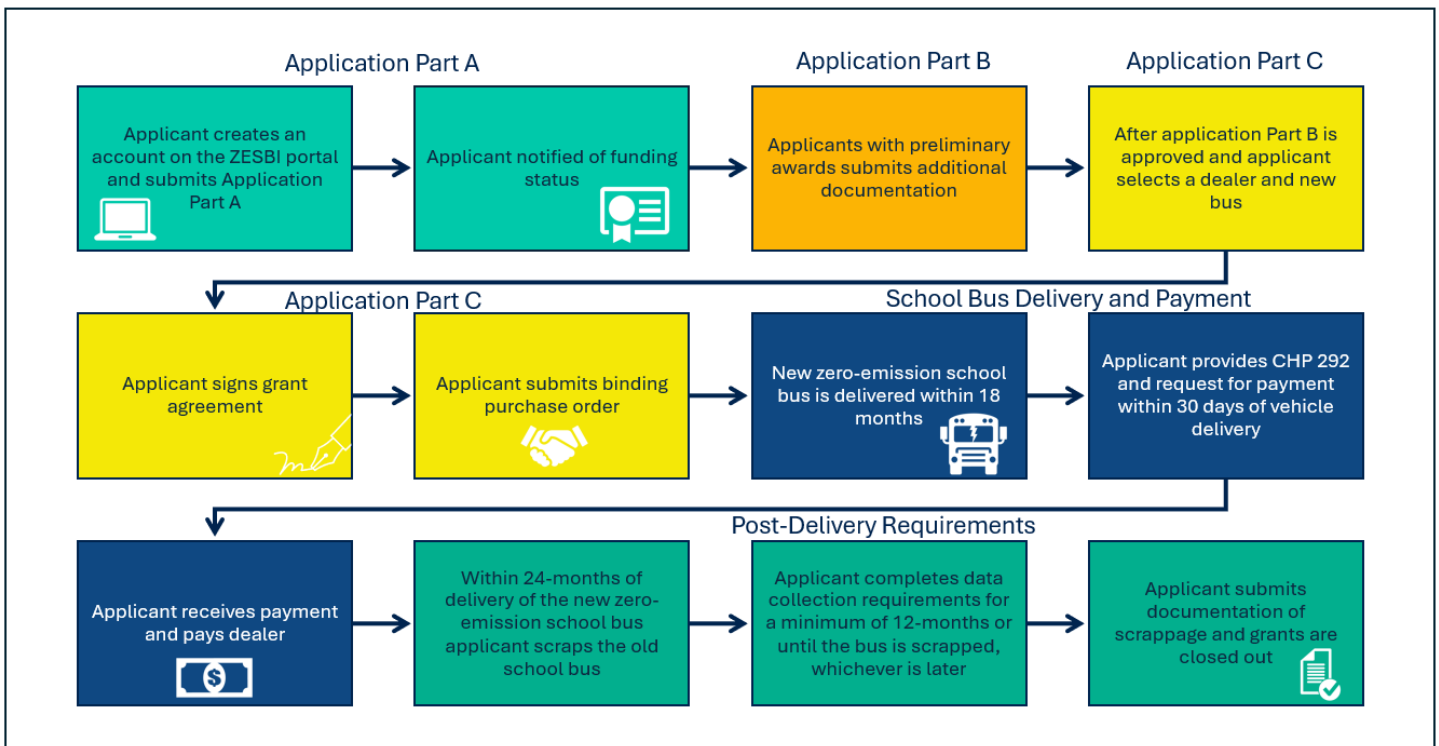 Application Part A
Application Part B
Application Part C
Applicant creates an
account on the ZESBI portal
and submits Application
Part A
Applicant notified of funding
status
Applicants with preliminary
awards submits additional
documentation
After application Part B is
approved and applicant
selects a dealer and new
bus
Application Part C
School Bus Delivery and Payment
Applicant signs grant
agreement
Applicant submits binding
purchase order
New zero-emission school
bus is delivered within 18
months
Applicant provides CHP 292
and request for payment
within 30 days of vehicle
delivery
Post-Delivery Requirements
Applicant receives payment
and pays dealer
$
Within 24-months of
delivery of the new zero-
emission school bus
applicant scraps the old
school bus
Applicant completes data
collection requirements for
a minimum of 12-months or
until the bus is scrapped,
whichever is later
Applicant submits
documentation of
scrappage and grants are
closed out